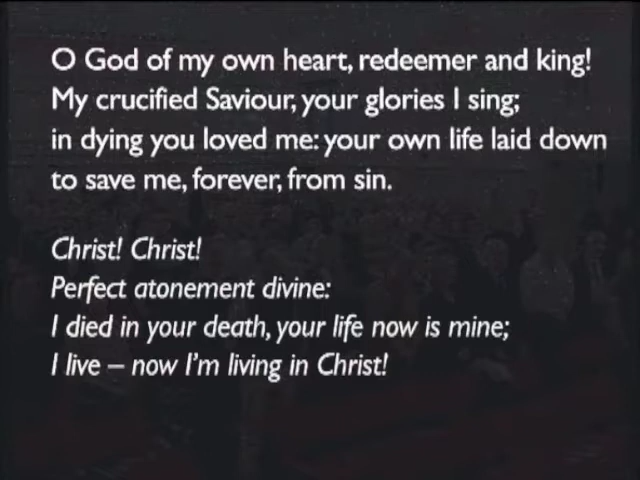 O God of my own heart, redeemer and king!
My crucified Saviour, your glories I sing;
in dying you loved me: your own life laid down
to save me, forever, from sin.
Christ! Christ!
Perfect atonement divine:
I died in your death, your life now is mine;
I live – now I'm living in Christ!